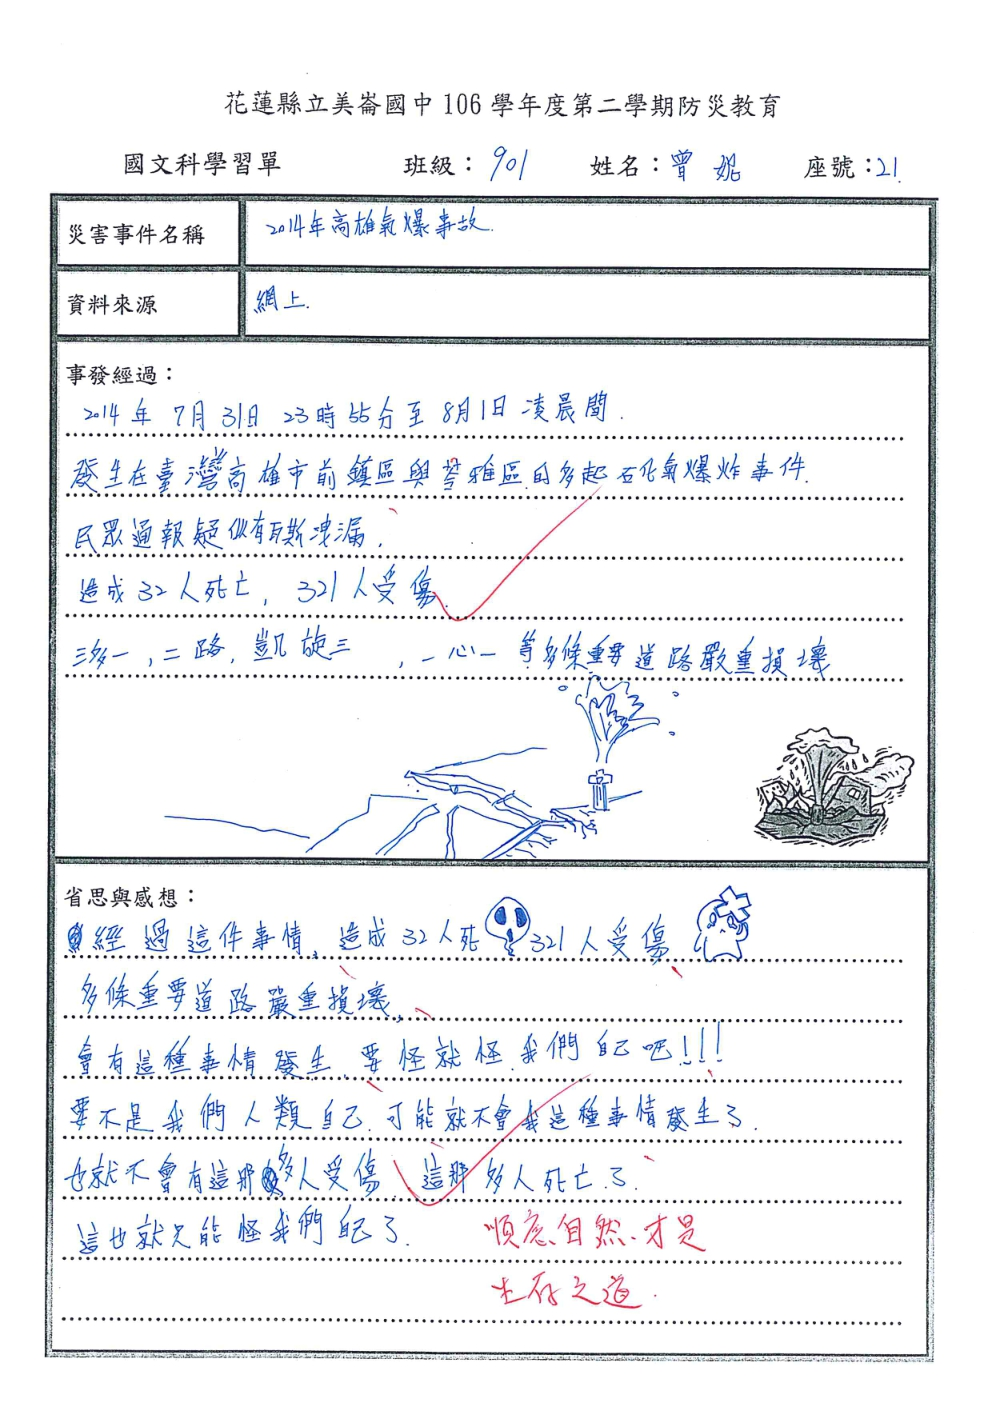 花蓮縣立美崙國中 106 學年度第二學期防災教育
國文科學習單 班級：901 姓名：曾 妮 座號：21
災害事件名稱 2014年高雄氣爆事故.
資料來源 網上.
事發經過：
2014年 7月 31日 23時55分至 8月1日 凌晨間.
發生在臺灣高雄市前鎮區與苓雅區的多起石化氣爆炸事件.
民眾通報疑似有瓦斯洩漏.
造成 32人死亡, 321人受傷
三多一, 二路, 凱旋三 , 一心一 等多條重要道路嚴重損壞
省思與感想：
經過這件事情, 造成 32人死 321人受傷
多條重要道路嚴重損壞
會有這種事情發生, 要怪就怪我們自己吧!!!
要不是我們人類自己, 可能就不會 這種事情發生了.
也就不會有這那多人受傷、這那多人死亡了.
這也就只能怪我們自己了.
順應自然、才是
生存之道.